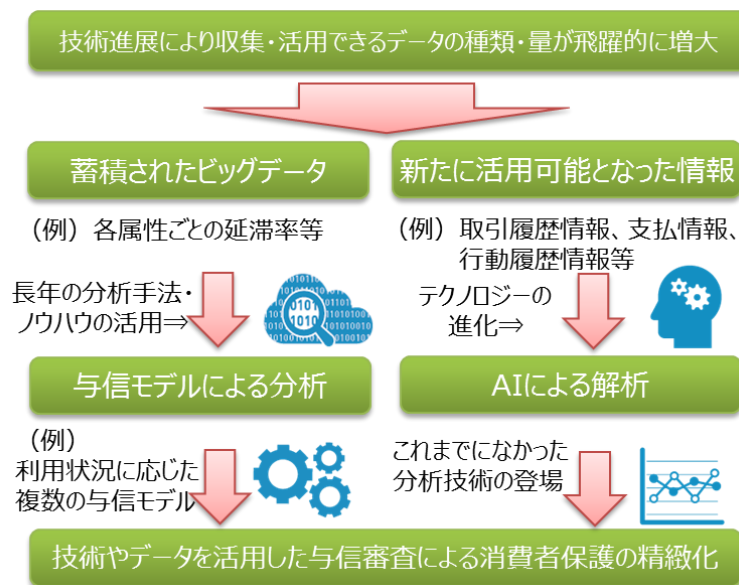 技術進展により収集・活用できるデータの種類・量が飛躍的に増大
蓄積されたビッグデータ
（例）各属性ごとの延滞率等
長年の分析手法・
ノウハウの活用⇒
与信モデルによる分析
（例）
利用状況に応じた
複数の与信モデル
新たに活用可能となった情報
（例）取引履歴情報、支払情報、
行動履歴情報等
テクノロジーの
進化⇒
AIによる解析
これまでになかった
分析技術の登場
技術やデータを活用した与信審査による消費者保護の精緻化